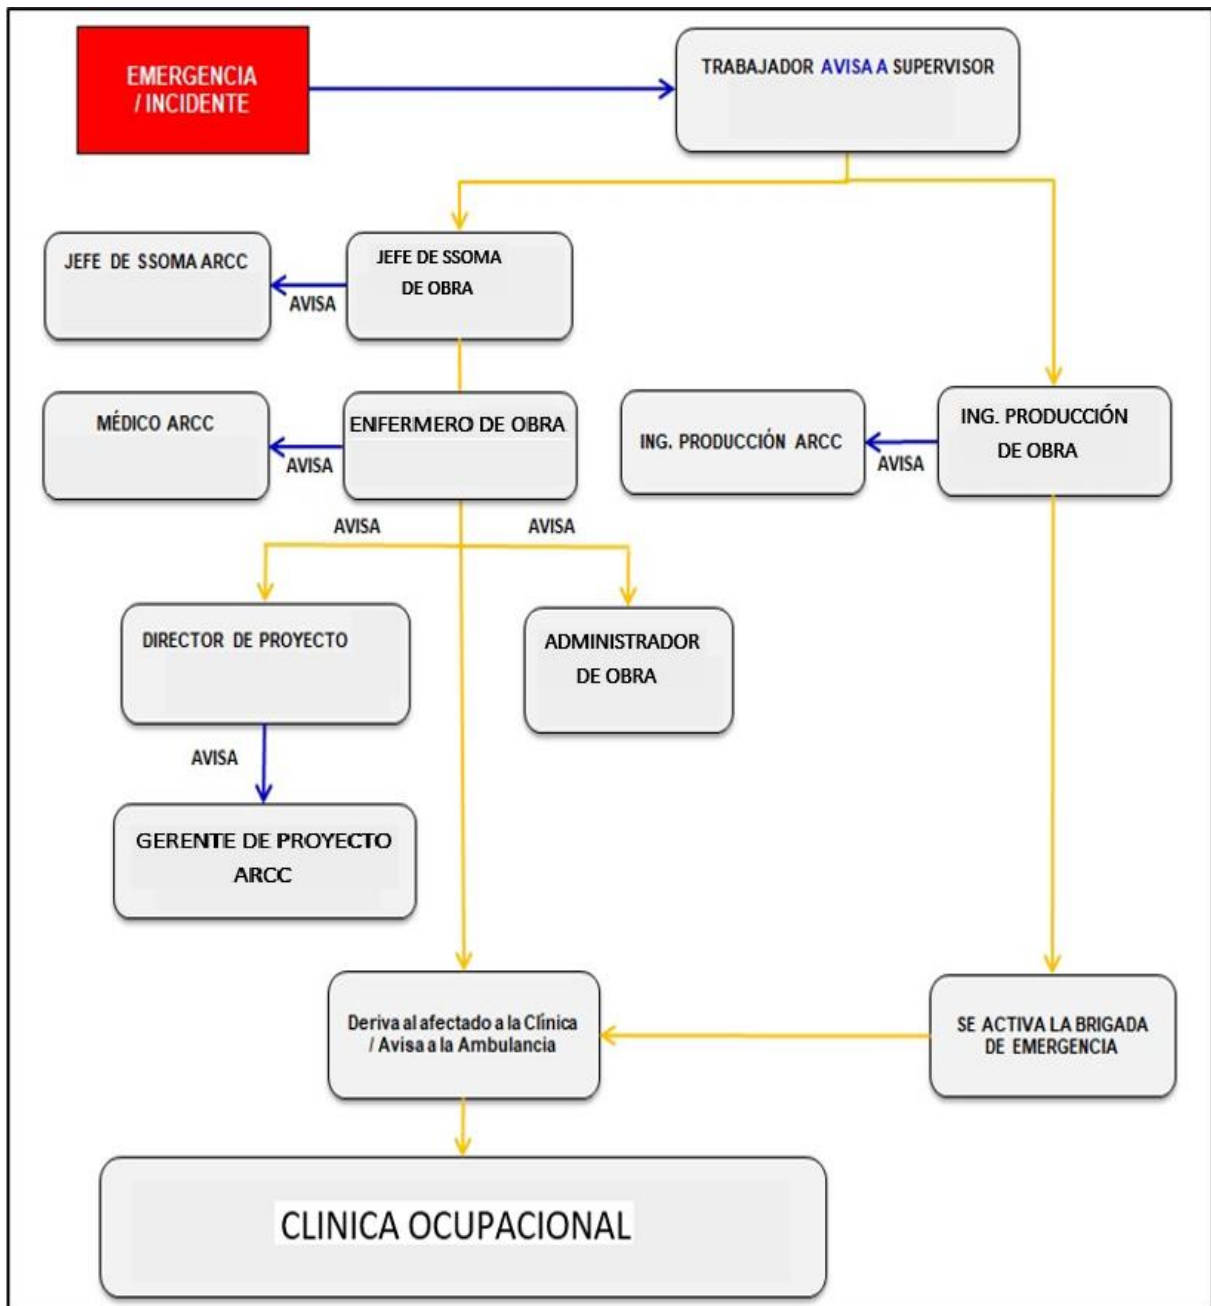 EMERGENCIA
/ INCIDENTE
TRABAJADOR AVISA A SUPERVISOR
JEFE DE SSOMA ARCC
AVISA
JEFE DE SSOMA
DE OBRA
MÉDICO ARCC
AVISA
ENFERMERO DE OBRA
ING. PRODUCCIÓN ARCC
AVISA
ING. PRODUCCIÓN
DE OBRA
AVISA
AVISA
DIRECTOR DE PROYECTO
ADMINISTRADOR
DE OBRA
AVISA
GERENTE DE PROYECTO
ARCC
Deriva al afectado a la Clínica
/ Avisa a la Ambulancia
SE ACTIVA LA BRIGADA
DE EMERGENCIA
CLINICA OCUPACIONAL